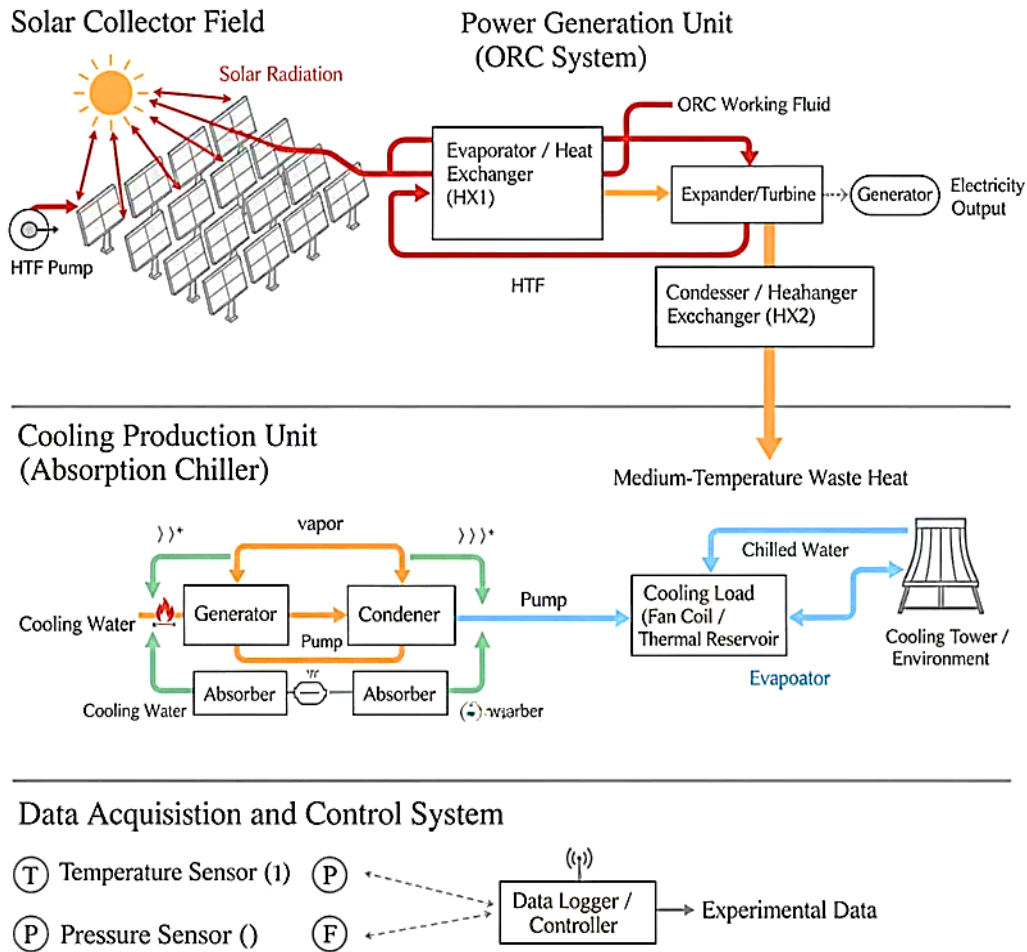 Solar Collector Field
Power Generation Unit
(ORC System)
Solar Radiation
ORC Working Fluid
Evaporator / Heat
Exchanger
(HX1)
Expander/Turbine
Generator
Electricity
Output
HTF Pump
HTF
Condesser / Heahanger
Excchanger (HX2)
Cooling Production Unit
(Absorption Chiller)
Medium-Temperature Waste Heat
vapor
Chilled Water
Cooling Water
Generator
Condener
Pump
Pump
Cooling Load
(Fan Coil /
Thermal Reservoir
Cooling Tower /
Environment
Evapoator
Cooling Water
Absorber
Absorber
Data Acquisistion and Control System
T Temperature Sensor (1) P
P Pressure Sensor () F
Data Logger /
Controller
Experimental Data